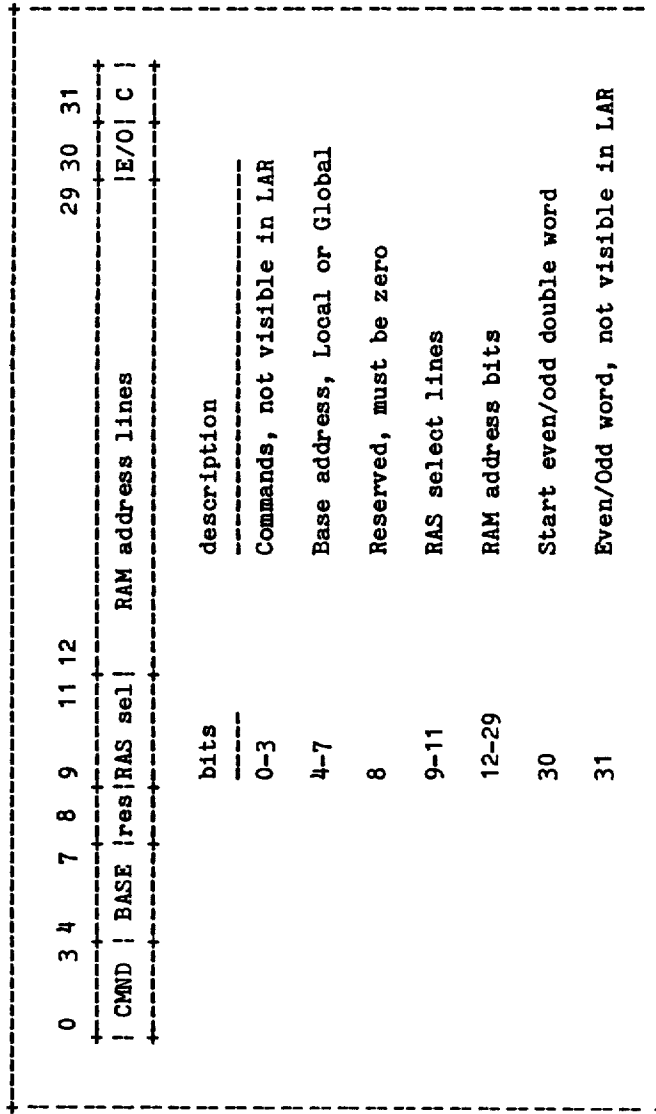 0 3 4 7 8 9 11 12 29 30 31
| CMND | BASE |res|RAS sel| RAM address lines |E/O| C |
bits description
0-3 Commands, not visible in LAR
4-7 Base address, Local or Global
8 Reserved, must be zero
9-11 RAS select lines
12-29 RAM address bits
30 Start even/odd double word
31 Even/Odd word, not visible in LAR